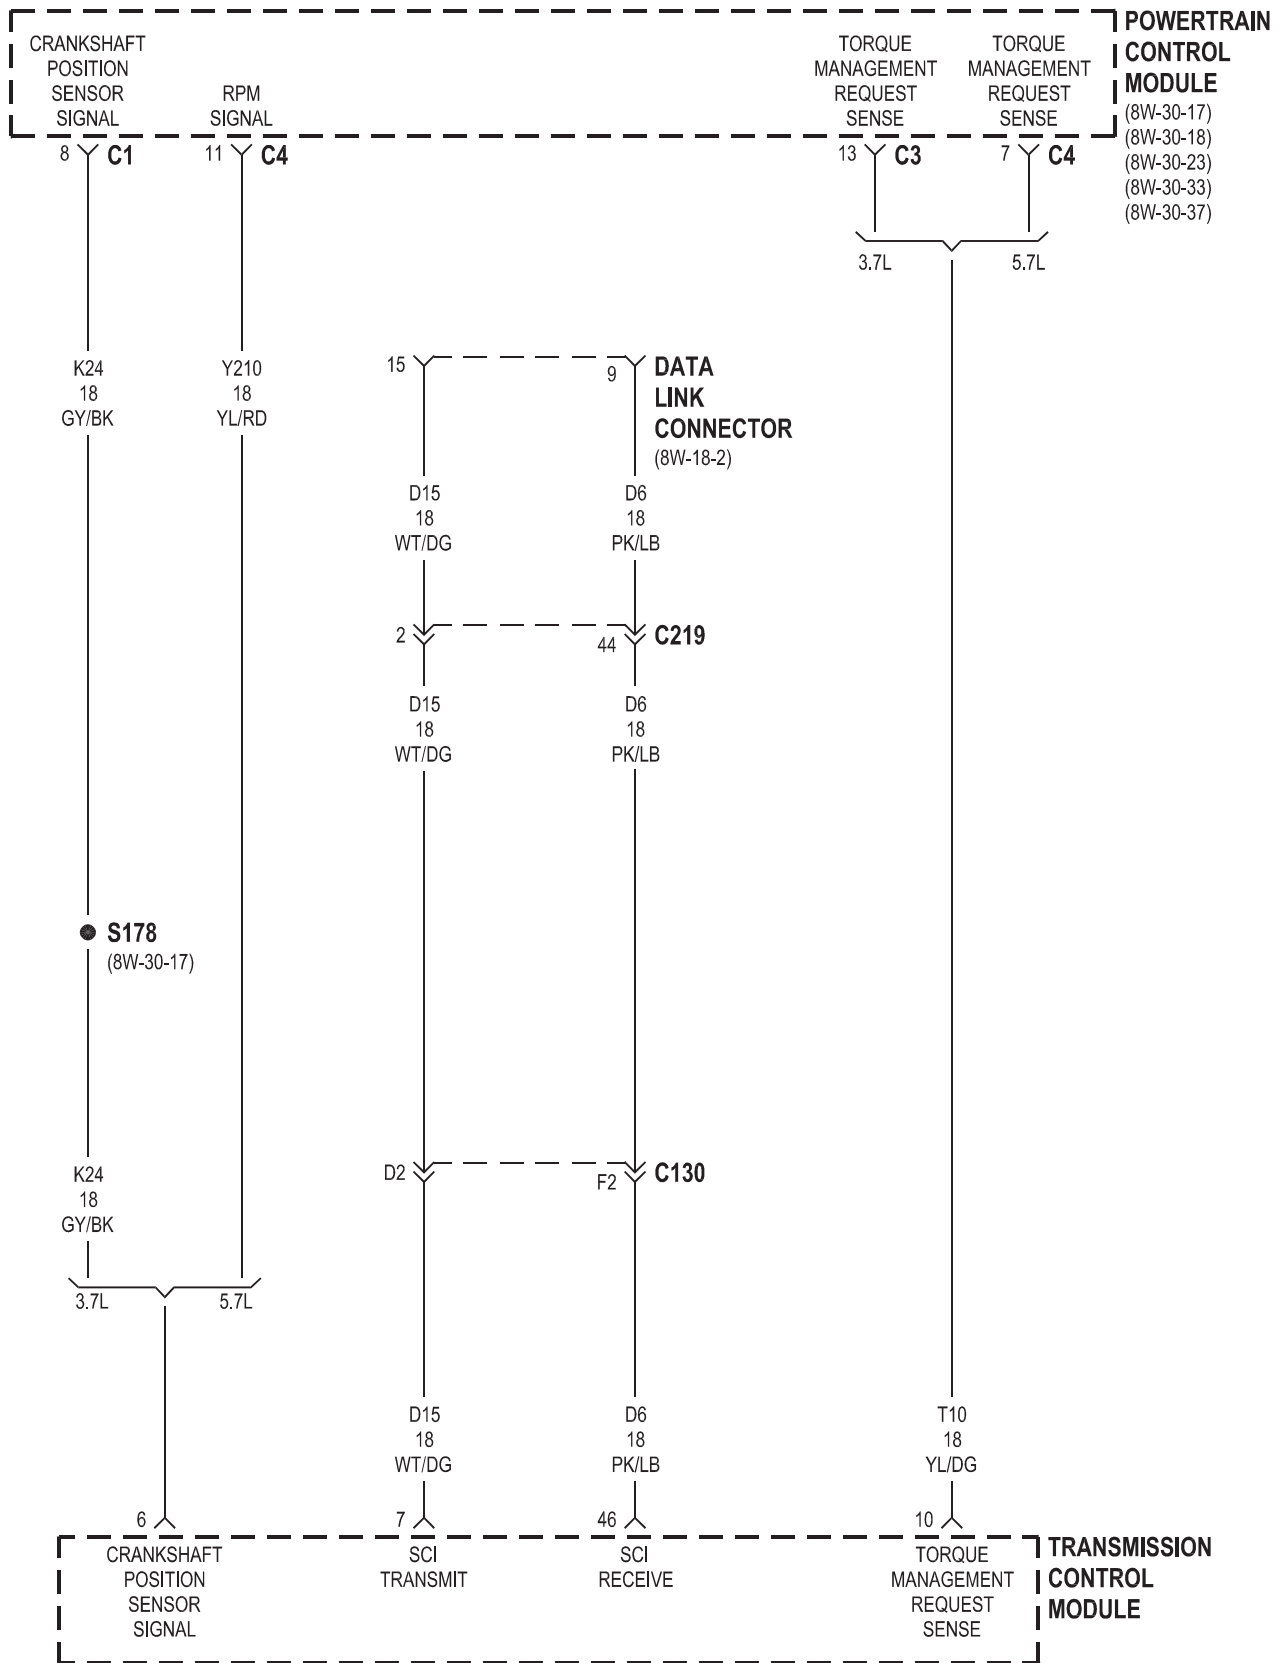 POWERTRAIN
CONTROL
MODULE
(8W-30-17)
(8W-30-18)
(8W-30-23)
(8W-30-33)
(8W-30-37)
CRANKSHAFT
POSITION
SENSOR
SIGNAL
RPM
SIGNAL
TORQUE
MANAGEMENT
REQUEST
SENSE
TORQUE
MANAGEMENT
REQUEST
SENSE
8 C1
11 C4
13 C3
7 C4
3.7L
5.7L
K24
18
GY/BK
Y210
18
YL/RD
15
9
DATA
LINK
CONNECTOR
(8W-18-2)
D15
18
WT/DG
D6
18
PK/LB
2
44
C219
D15
18
WT/DG
D6
18
PK/LB
S178
(8W-30-17)
K24
18
GY/BK
D2
F2
C130
3.7L
5.7L
D15
18
WT/DG
D6
18
PK/LB
T10
18
YL/DG
6
7
46
10
CRANKSHAFT
POSITION
SENSOR
SIGNAL
SCI
TRANSMIT
SCI
RECEIVE
TORQUE
MANAGEMENT
REQUEST
SENSE
TRANSMISSION
CONTROL
MODULE